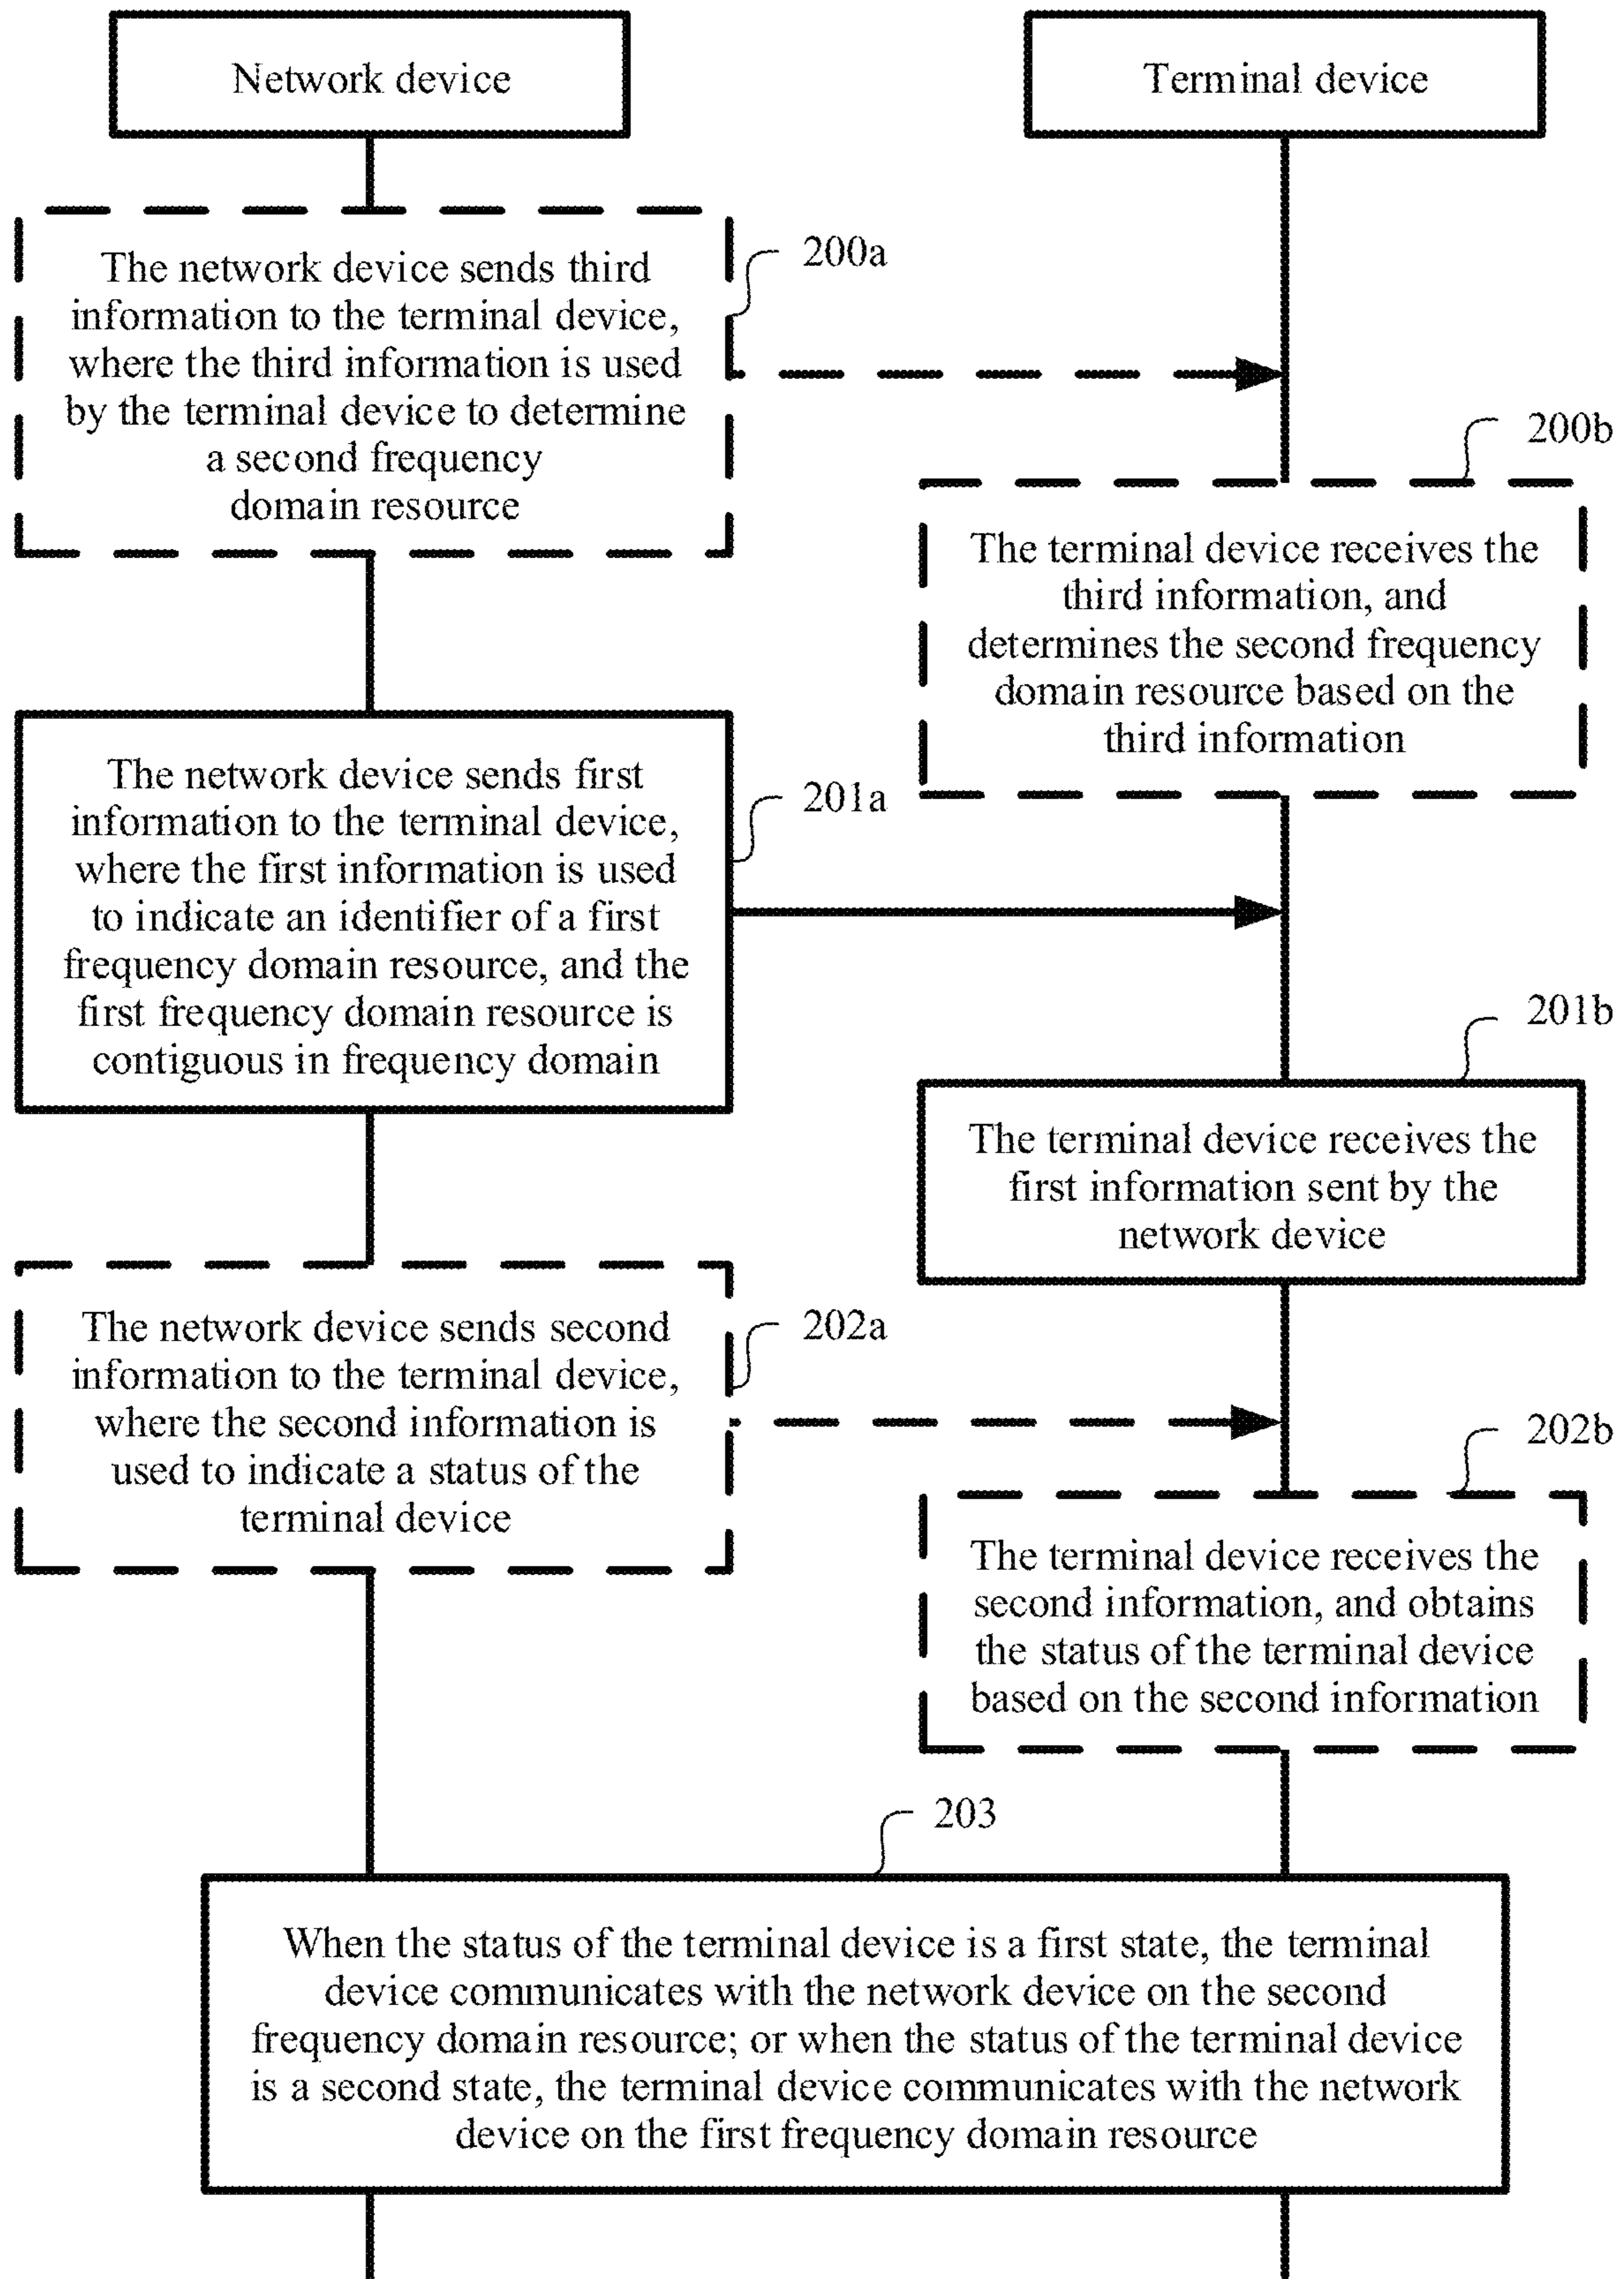 Network device
Terminal device
The network device sends third
information to the terminal device,
where the third information is used
by the terminal device to determine
a second frequency
domain resource
200a
200b
The terminal device receives the
third information, and
determines the second frequency
domain resource based on the
third information
The network device sends first
information to the terminal device,
where the first information is used
to indicate an identifier of a first
frequency domain resource, and the
first frequency domain resource is
contiguous in frequency domain
201a
201b
The terminal device receives the
first information sent by the
network device
The network device sends second
information to the terminal device,
where the second information is
used to indicate a status of the
terminal device
202a
202b
The terminal device receives the
second information, and obtains
the status of the terminal device
based on the second information
203
When the status of the terminal device is a first state, the terminal
device communicates with the network device on the second
frequency domain resource; or when the status of the terminal device
is a second state, the terminal device communicates with the network
device on the first frequency domain resource